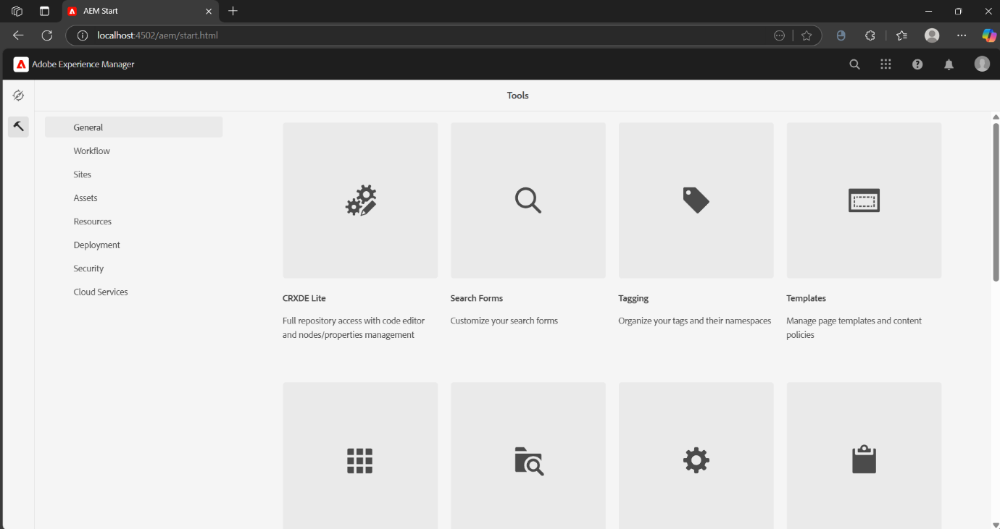 AEM Start
localhost:4502/aem/start.html
Adobe Experience Manager
Tools
General
Workflow
Sites
Assets
Resources
Deployment
Security
Cloud Services
CRXDE Lite
Full repository access with code editor
and nodes/properties management
Search Forms
Customize your search forms
Tagging
Organize your tags and their namespaces
Templates
Manage page templates and content
policies